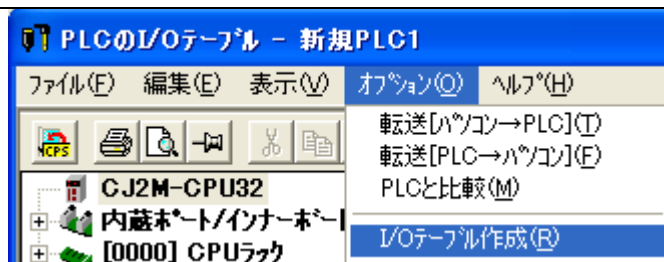 PLCのI/Oテーブル - 新規PLC1
ファイル(F) 編集(E) 表示(V) オプション(O) ヘルプ(H)
転送[パソコン→PLC](T)
転送[PLC→パソコン](F)
PLCと比較(M)
I/Oテーブル作成(R)
CPS
CJ2M-CPU32
内蔵ポート/インナーボー
[0000] CPUラック